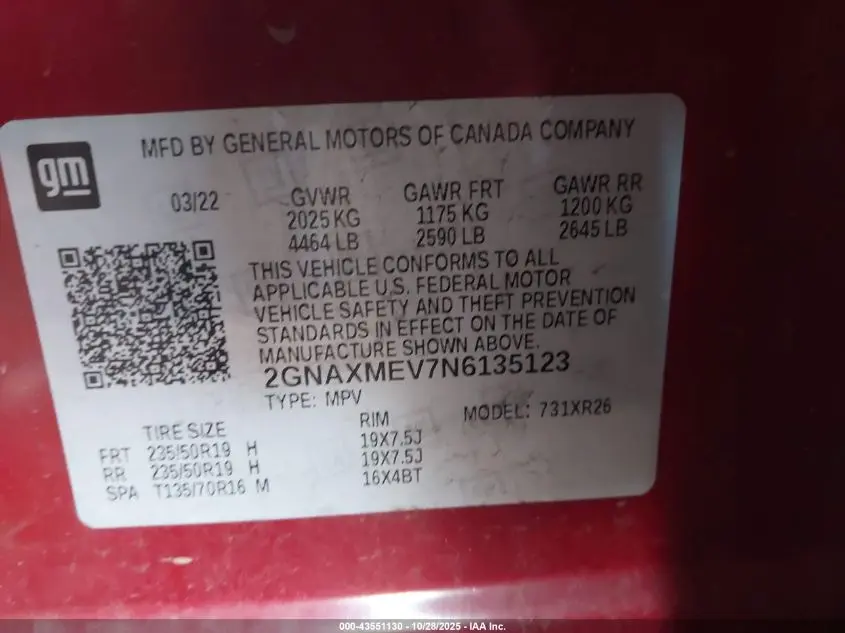 MFD BY GENERAL MOTORS OF CANADA COMPANY
gm
03/22
GVWR GAWR FRT GAWR RR
2025 KG 1175 KG 1200 KG
4464 LB 2590 LB 2645 LB
THIS VEHICLE CONFORMS TO ALL
APPLICABLE U.S. FEDERAL MOTOR
VEHICLE SAFETY AND THEFT PREVENTION
STANDARDS IN EFFECT ON THE DATE OF
MANUFACTURE SHOWN ABOVE.
2GNAXMEV7N6135123
TYPE: MPV MODEL: 731XR26
TIRE SIZE RIM
FRT 235/50R19 H 19X7.5J
RR 235/50R19 H 19X7.5J
SPA T135/70R16 M 16X4BT
000-43551130 - 10/28/2025 - IAA Inc.